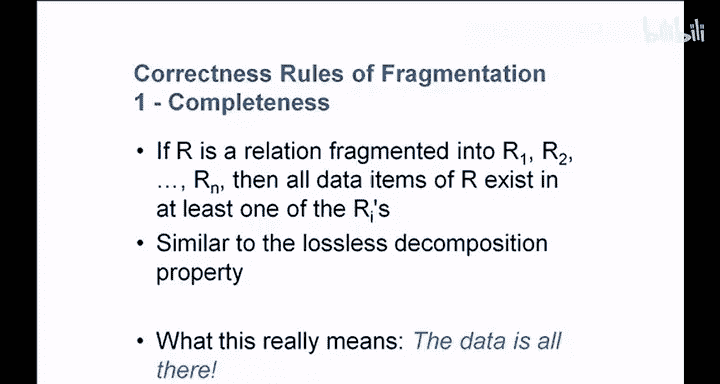 bilibili
Correctness Rules of Fragmentation
1 - Completeness
• If R is a relation fragmented into R₁, R₂,
…, Rₙ, then all data items of R exist in
at least one of the Rᵢ's
• Similar to the lossless decomposition
property
• What this really means: The data is all
there!